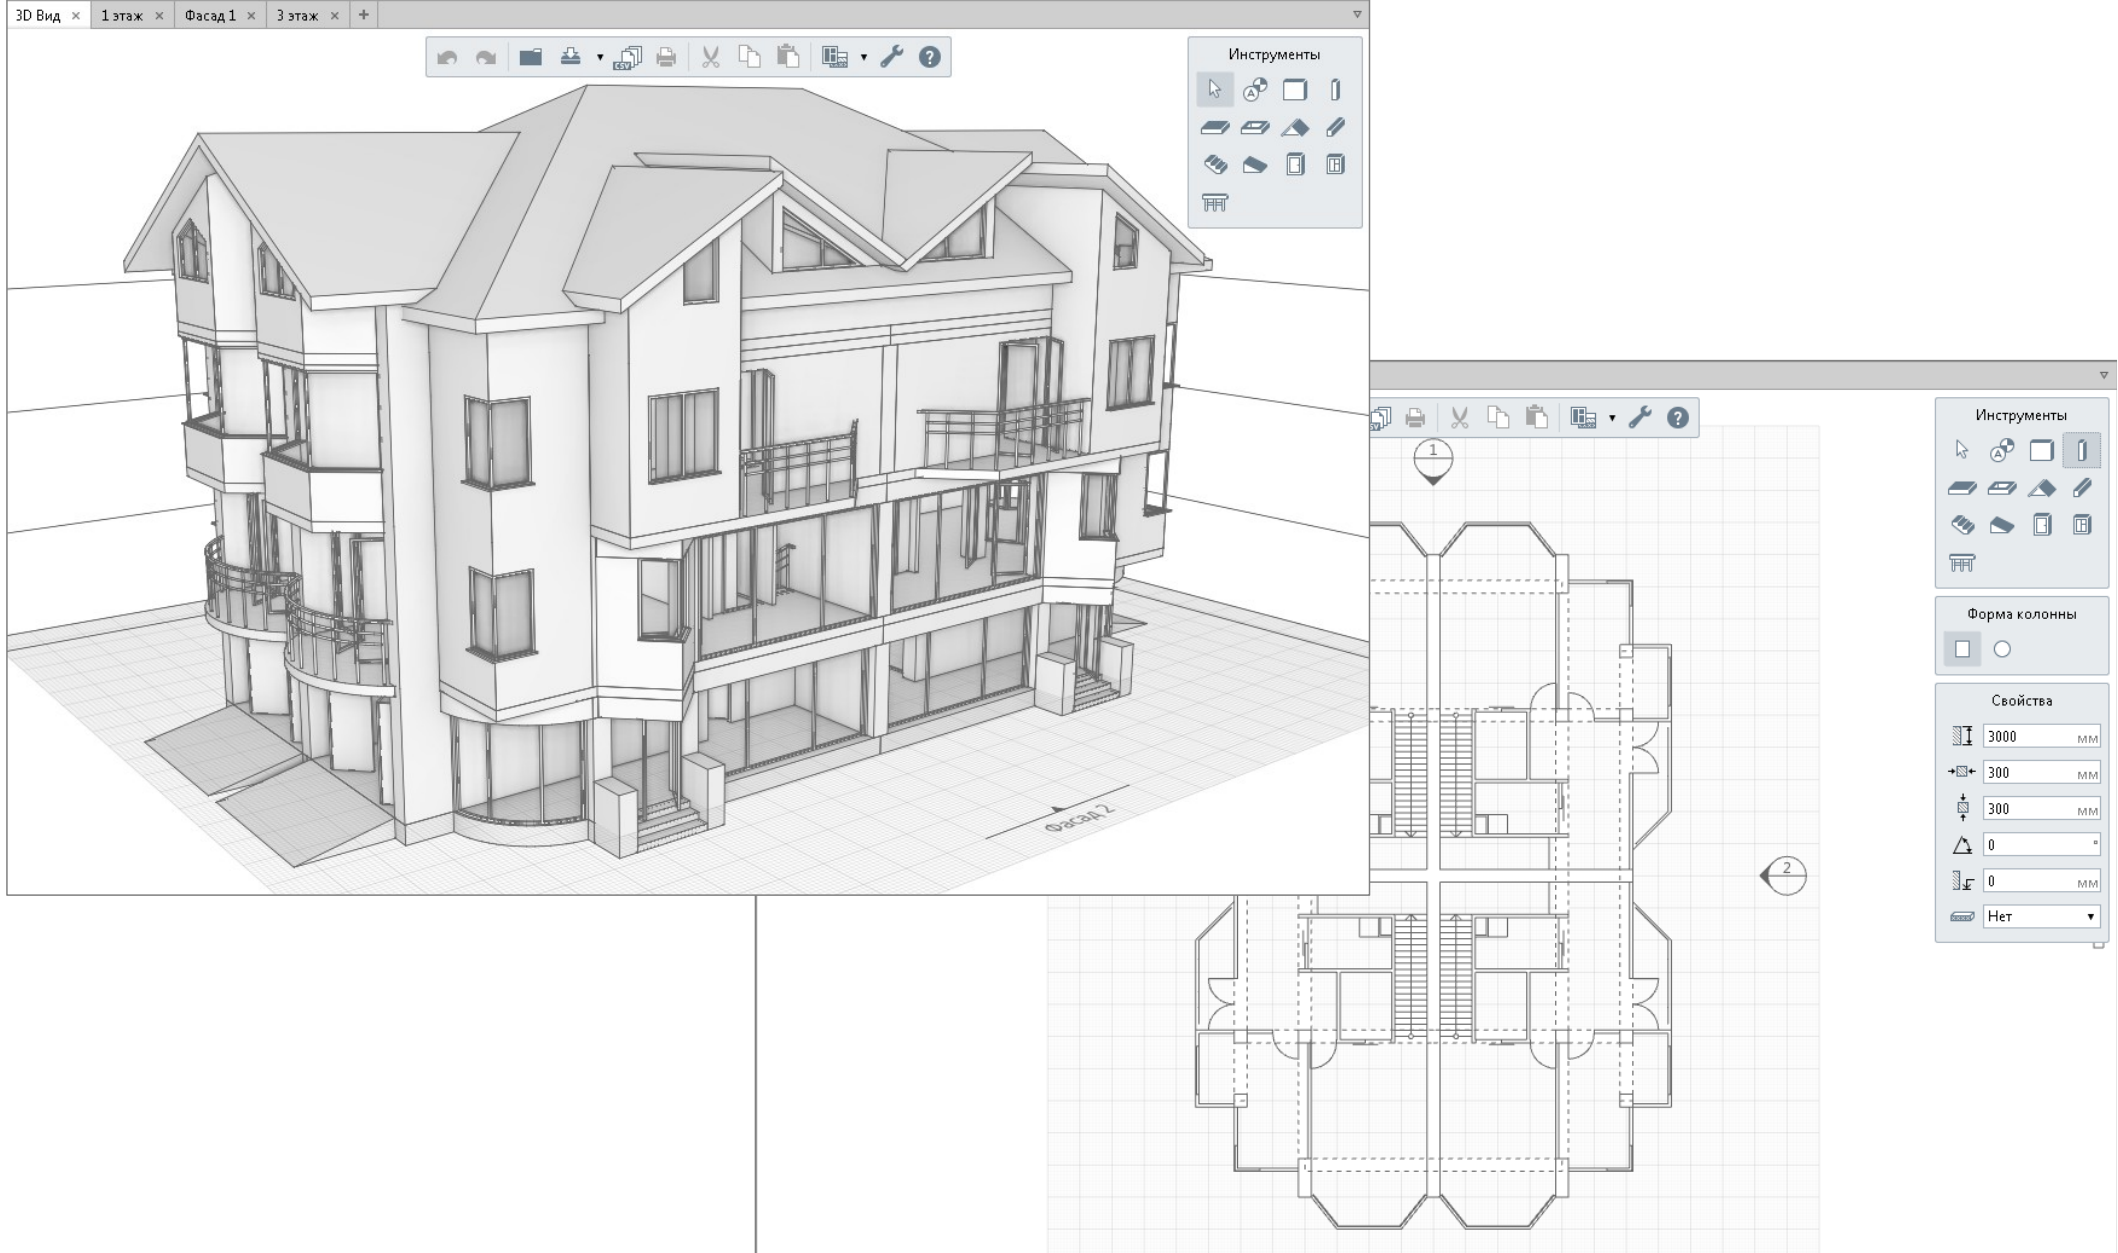 3D Вид
1 этаж
Фасад 1
3 этаж
CSV
Инструменты
A
Фасад 2
Инструменты
A
1
2
Форма колонны
Свойства
3000 мм
300 мм
300 мм
0 °
0 мм
Нет